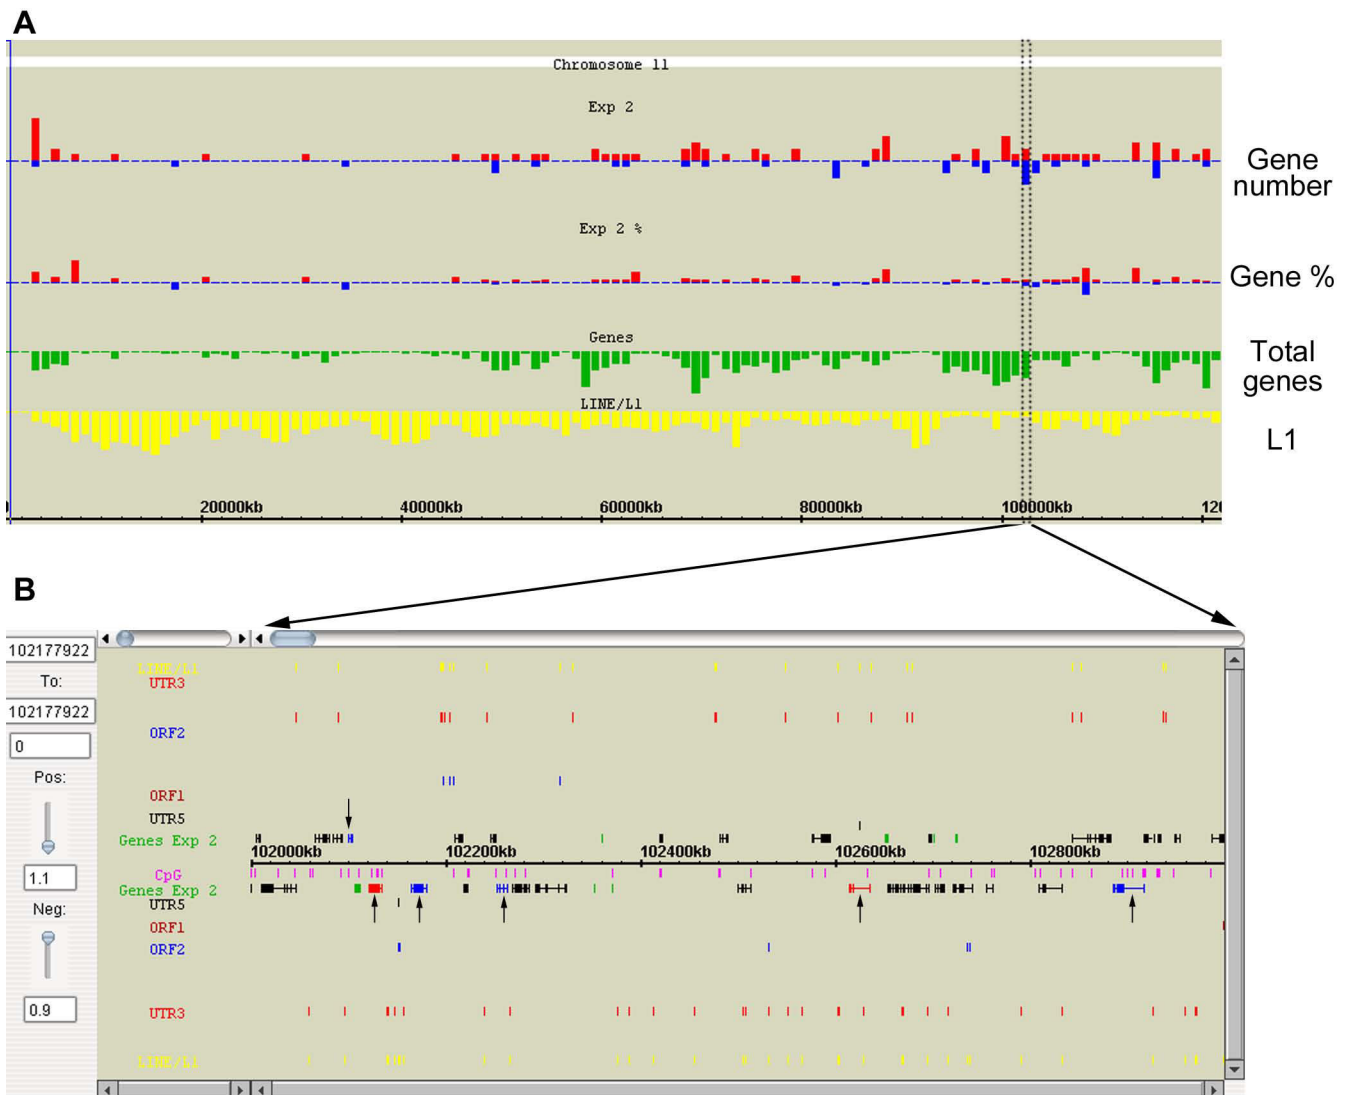 A
Chromosome 11
Exp 2
Gene
number
Exp 2 %
Gene %
Genes
Total
genes
LINE/L1
L1
20000kb 40000kb 60000kb 80000kb 100000kb 120
B
102177922
To:
102177922
0
Pos:
1.1
Neg:
0.9
LINE/L1
UTR3
ORF2
ORF1
UTR5
Genes Exp 2
102000kb 102200kb 102400kb 102600kb 102800kb
CpG
Genes Exp 2
UTR5
ORF1
ORF2
UTR3
LINE/L1